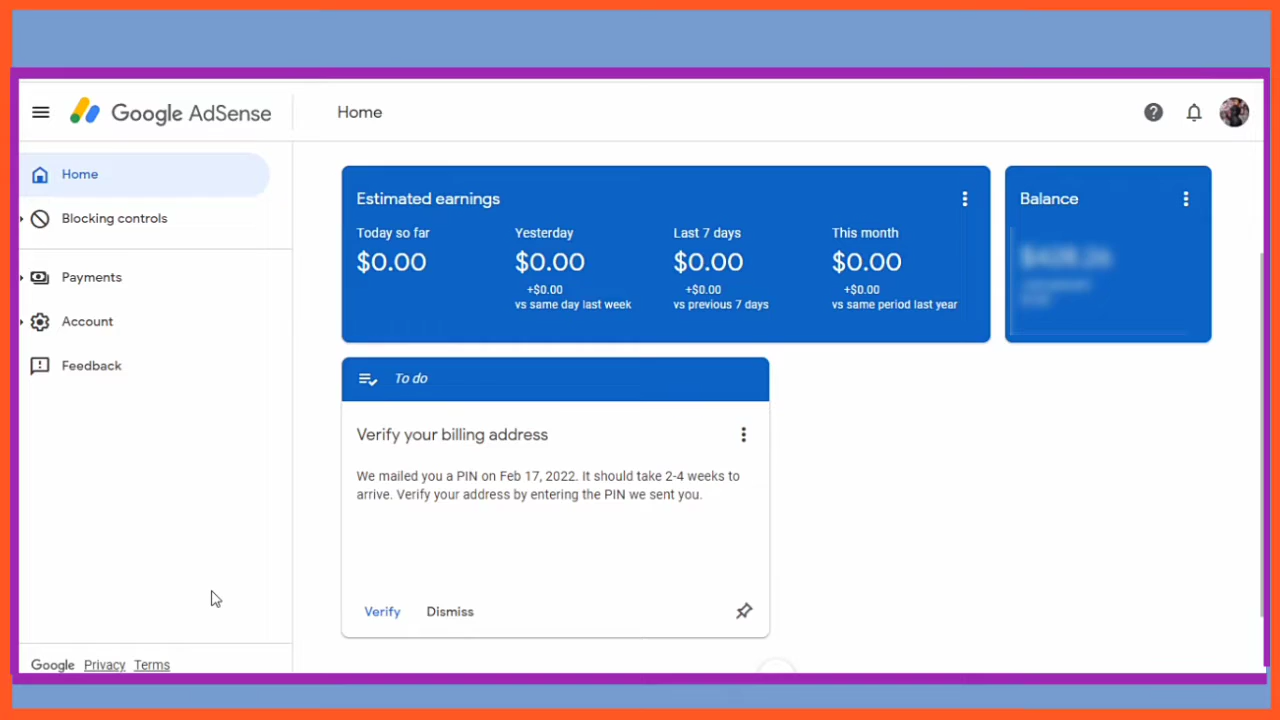 Google AdSense
Home
Home
Blocking controls
Payments
Account
Feedback
Google Privacy Terms
Estimated earnings
Today so far
$0.00
Yesterday
$0.00
+$0.00
vs same day last week
Last 7 days
$0.00
+$0.00
vs previous 7 days
This month
$0.00
+$0.00
vs same period last year
Balance
To do
Verify your billing address
We mailed you a PIN on Feb 17, 2022. It should take 2-4 weeks to
arrive. Verify your address by entering the PIN we sent you.
Verify Dismiss